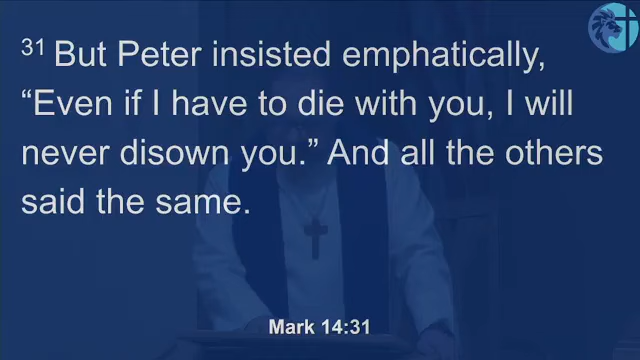 31 But Peter insisted emphatically,
“Even if I have to die with you, I will
never disown you.” And all the others
said the same.
Mark 14:31